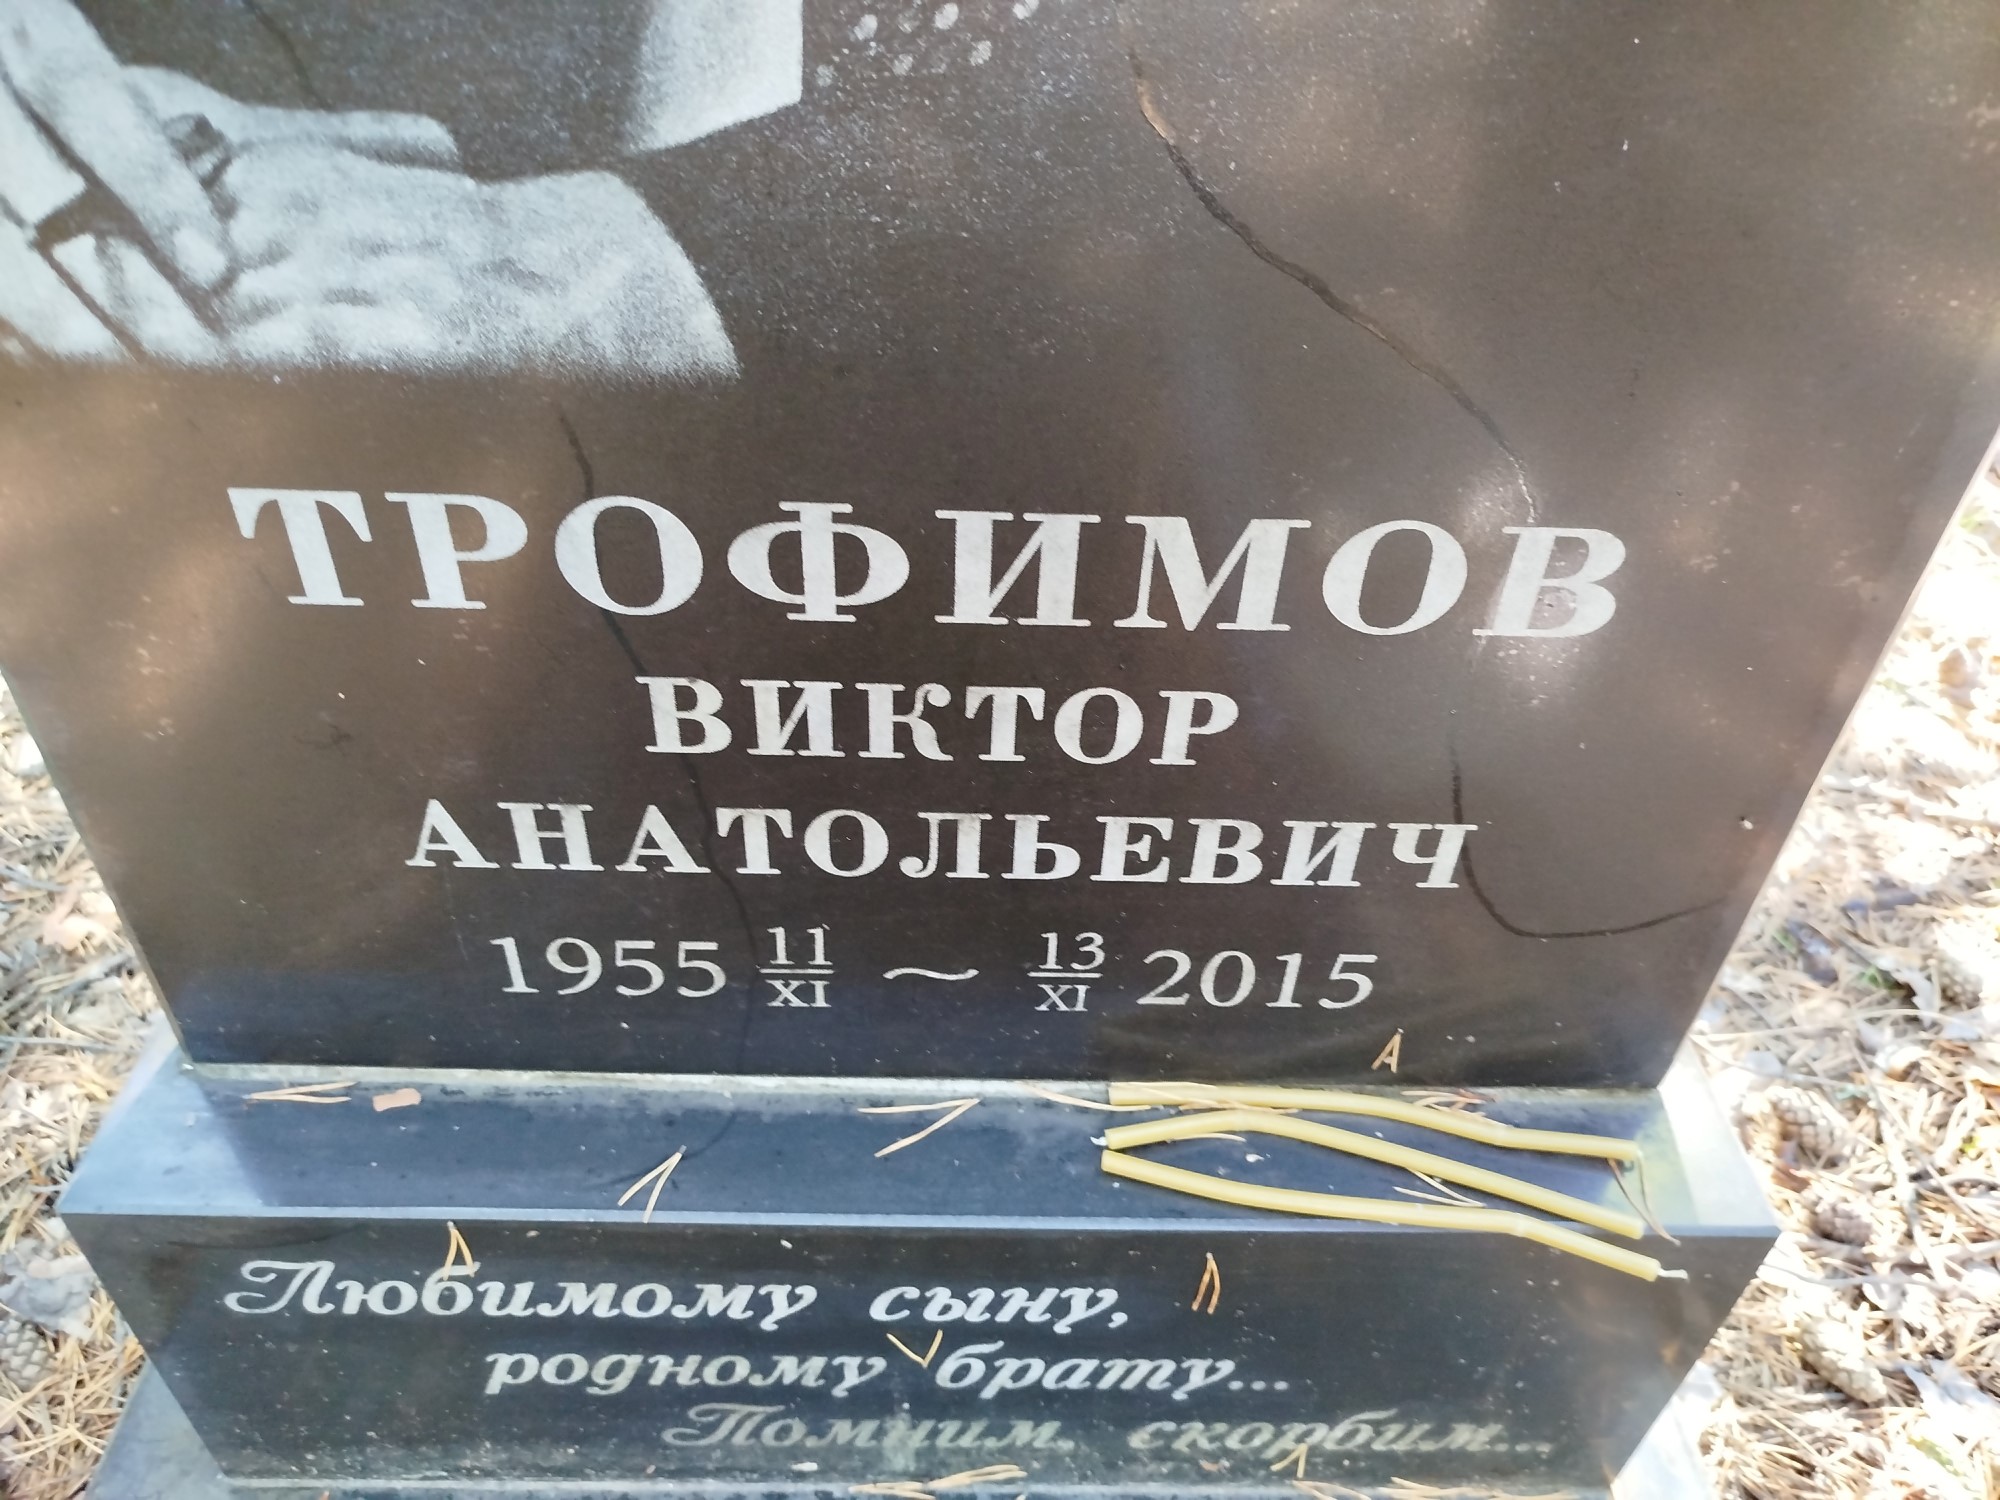 ТРОФИМОВ
ВИКТОР
АНАТОЛЬЕВИЧ
1955 11/XI ~ 13/XI 2015
Любимому сыну,
родному брату...
Помним, скорбим...